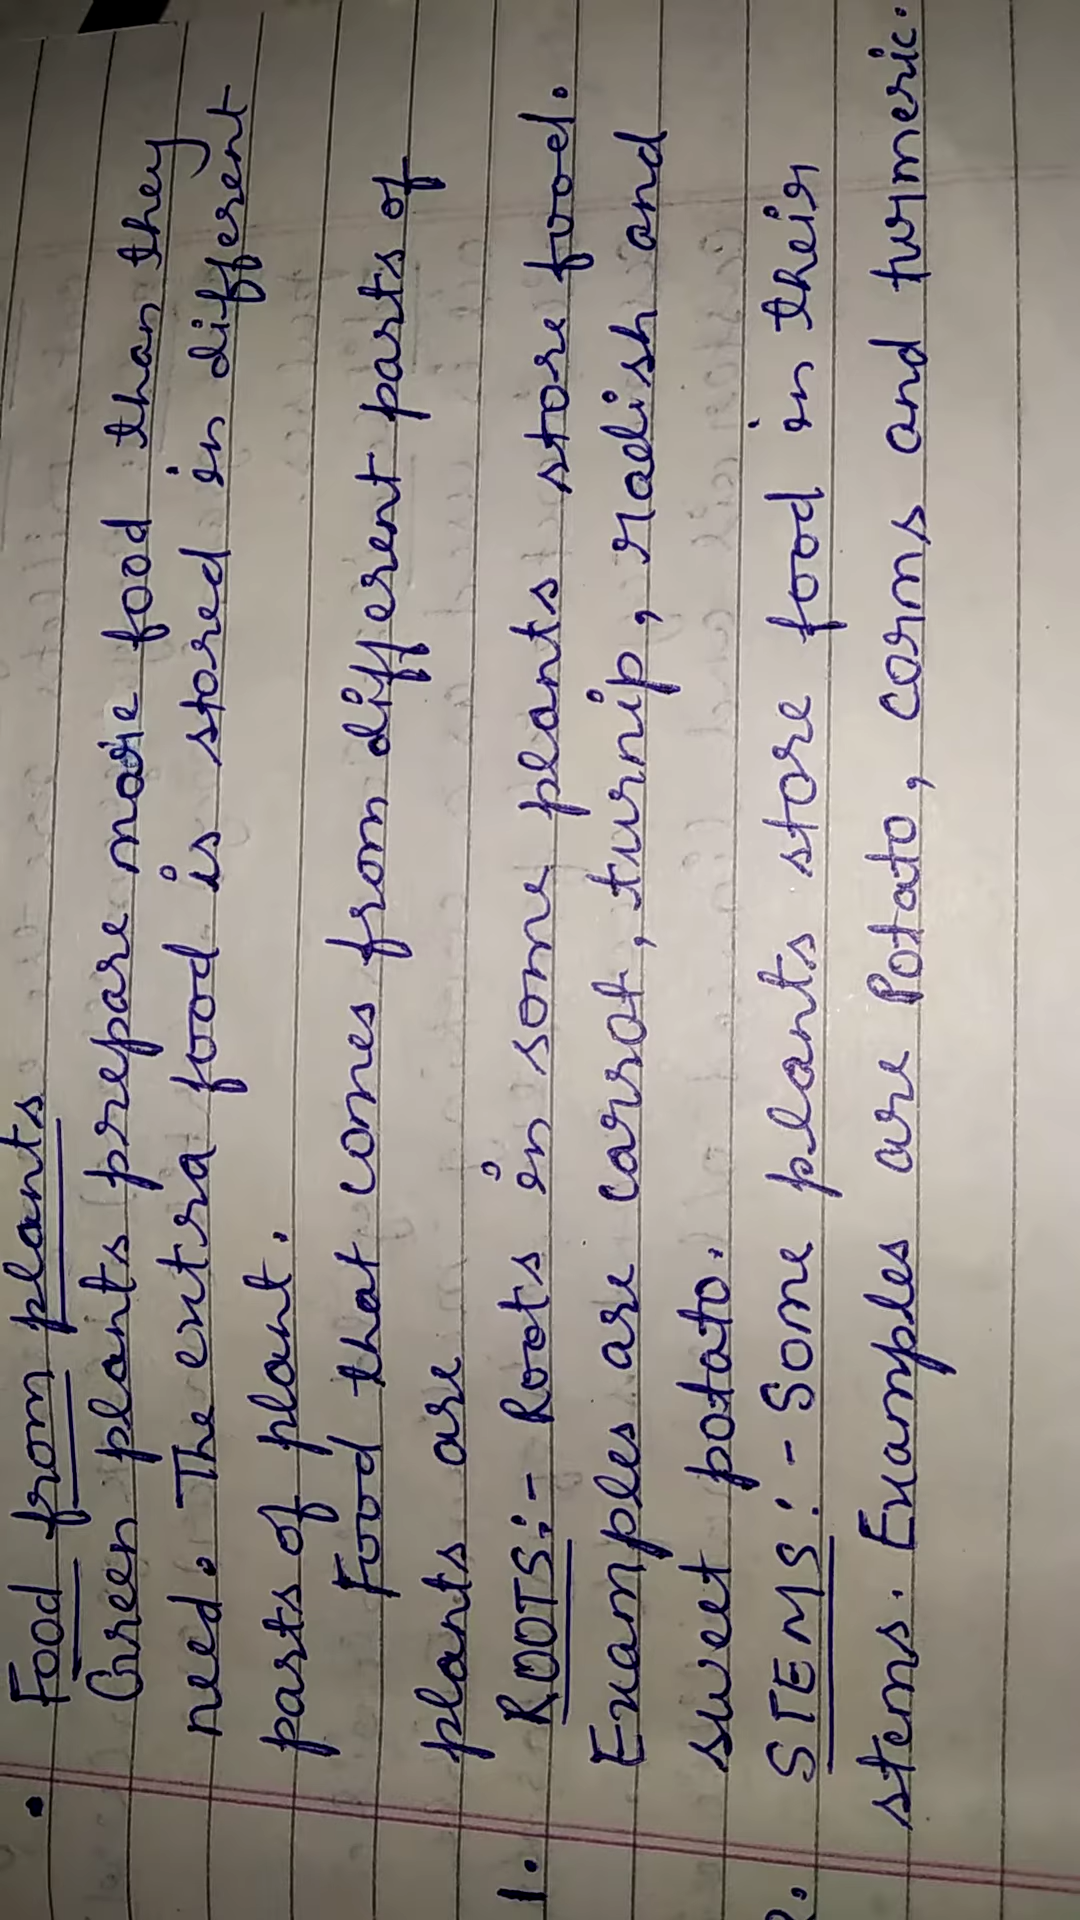 • Food from plants
Green plants prepare more food than they
need. The extra food is stored in different
parts of plant.
Food that comes from different parts of
plants are
1. ROOTS:- Roots in some plants store food.
Examples are carrot, turnip, radish and
sweet potato.
2. STEMS:- Some plants store food in their
stems. Examples are Potato, corms and turmeric.